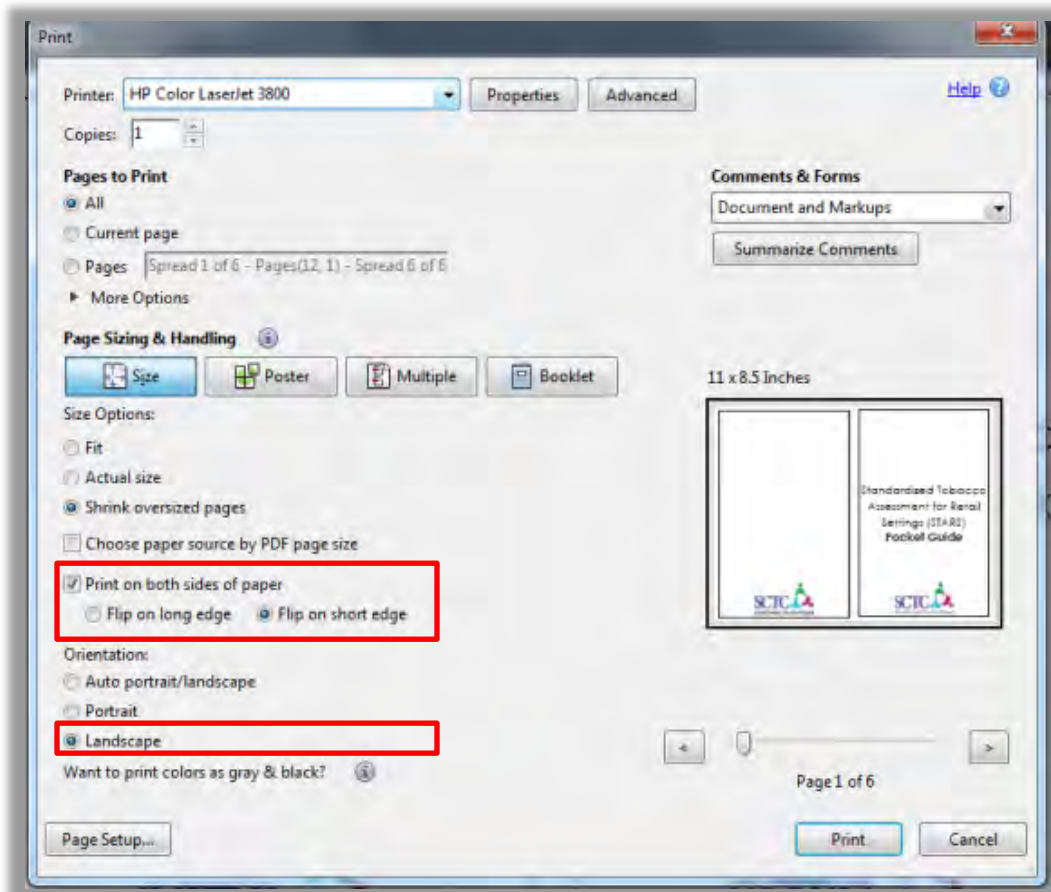 Print
Printer: HP Color LaserJet 3800 Properties Advanced Help
Copies: 1
Pages to Print
All
Current page
Pages Spread 1 of 6 - Pages(12, 1) - Spread 6 of 6
More Options
Comments & Forms
Document and Markups
Summarize Comments
Page Sizing & Handling
Size Poster Multiple Booklet
Size Options:
Fit
Actual size
Shrink oversized pages
Choose paper source by PDF page size
Print on both sides of paper
Flip on long edge Flip on short edge
Orientation:
Auto portrait/landscape
Portrait
Landscape
Want to print colors as gray & black?
11 x 8.5 Inches
Standardized Tobacco
Assessment for Retail
Settings (STARS)
Pocket Guide
SCTC SCTC
< >
Page 1 of 6
Page Setup... Print Cancel